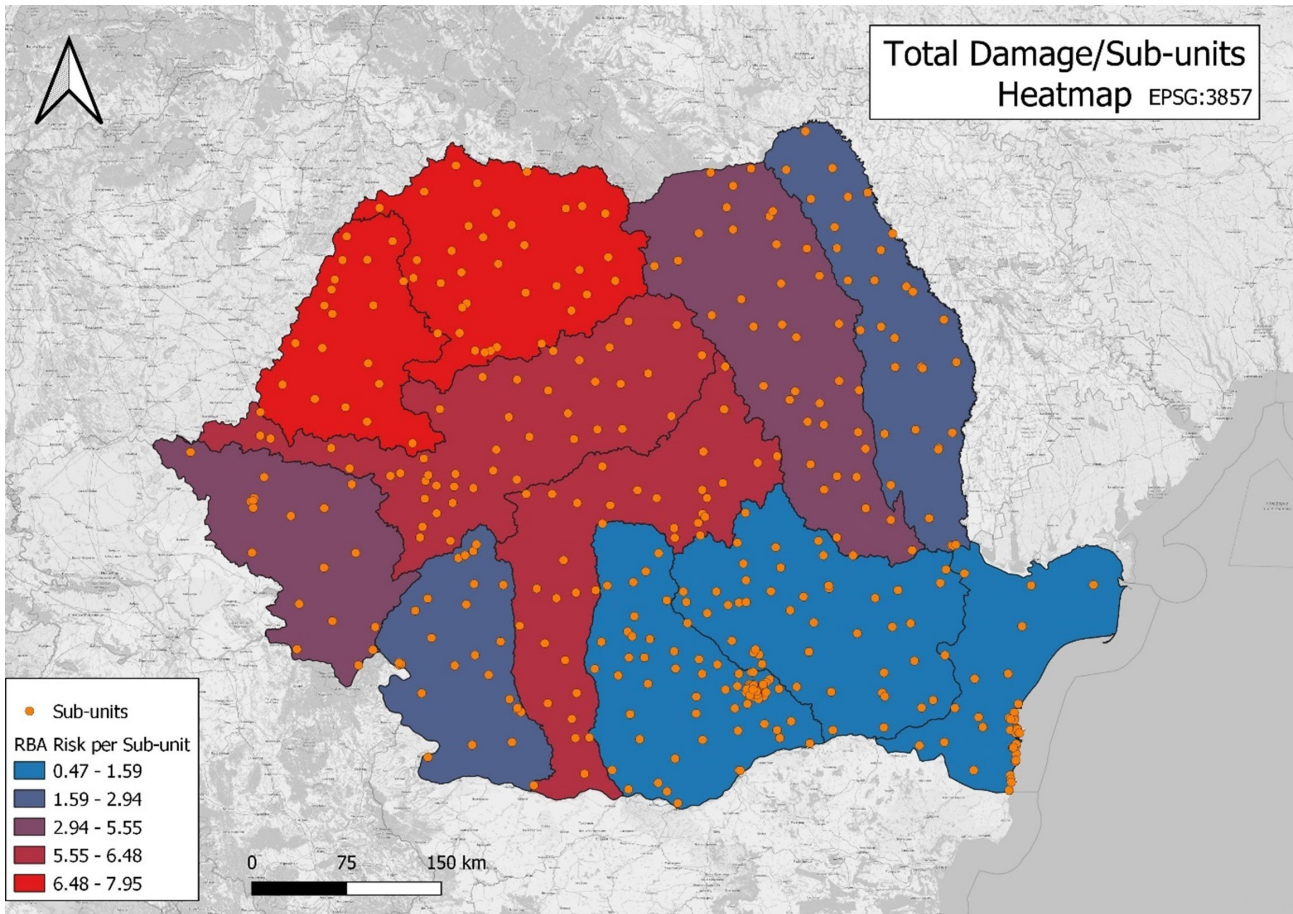 Total Damage/Sub-units
Heatmap EPSG:3857
Sub-units
RBA Risk per Sub-unit
0.47 - 1.59
1.59 - 2.94
2.94 - 5.55
5.55 - 6.48
6.48 - 7.95
0 75 150 km